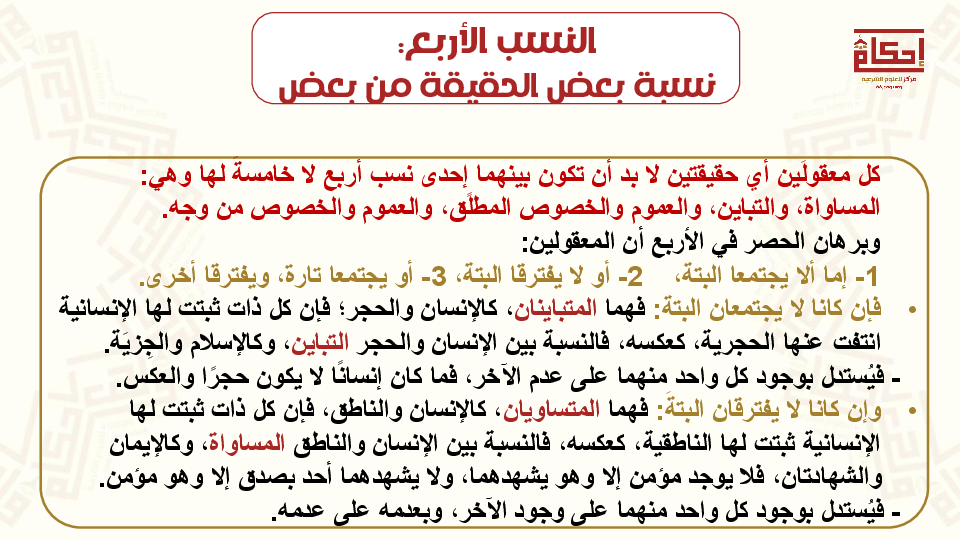 النسب الأربع:
نسبة بعض الحقيقة من بعض
إحكام
مركز للعلوم الشرعية
كل معقولَين أي حقيقتين لا بد أن تكون بينهما إحدى نسب أربع لا خامسةَ لها وهي:
المساواة، والتباين، والعموم والخصوص المطلَق، والعموم والخصوص من وجه.
وبرهان الحصر في الأربع أن المعقولين:
1- إما ألا يجتمعا البتة، 2- أو لا يفترقا البتة، 3- أو يجتمعا تارة، ويفترقا أخرى.
• فإن كانا لا يجتمعان البتة: فهما المتباينان، كالإنسان والحجر؛ فإن كل ذات ثبتت لها الإنسانية
انتفت عنها الحجرية، كعكسه، فالنسبة بين الإنسان والحجر التباين، وكالإسلام والجِزيَة.
- فيُستدل بوجود كل واحد منهما على عدم الآخر، فما كان إنسانًا لا يكون حجرًا والعكس.
• وإن كانا لا يفترقان البتةَ: فهما المتساويان، كالإنسان والناطق، فإن كل ذات ثبتت لها
الإنسانية ثبتت لها الناطقية، كعكسه، فالنسبة بين الإنسان والناطق المساواة، وكالإيمان
والشهادتان، فلا يوجد مؤمن إلا وهو يشهدهما، ولا يشهدهما أحد بصدق إلا وهو مؤمن.
- فيُستدل بوجود كل واحد منهما على وجود الآخر، وبعدمه على عدمه.